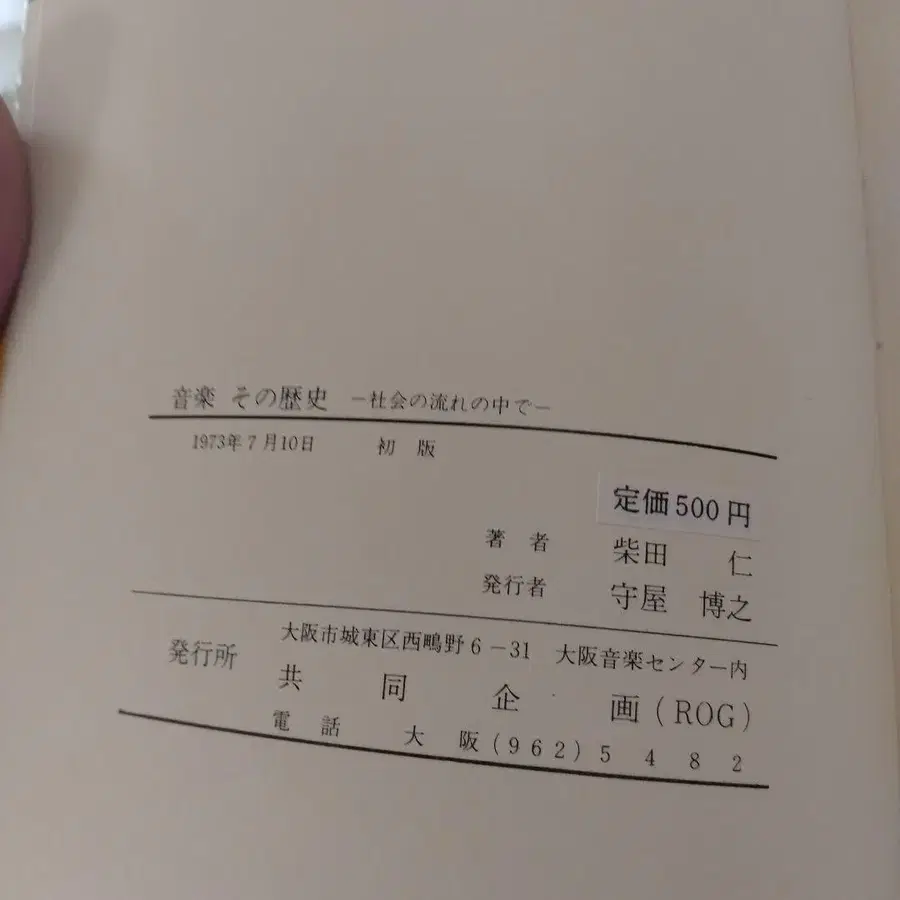 音楽 その歴史 −社会の流れの中で−
1973年7月10日 初版
定価500円
著者 柴田 仁
発行者 守屋 博之
大阪市城東区西鴫野6−31 大阪音楽センター内
発行所 共同企画(ROG)
電話 大阪(962)5482